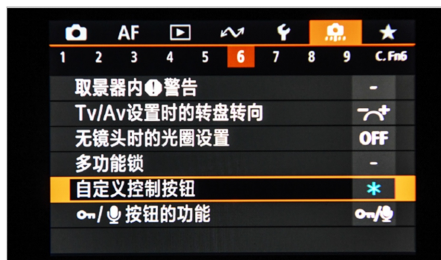 AF
1 2 3 4 5 6 7 8 9 C.Fn6
取景器内警告
Tv/Av设置时的转盘转向
无镜头时的光圈设置 OFF
多功能锁
自定义控制按钮
/按钮的功能